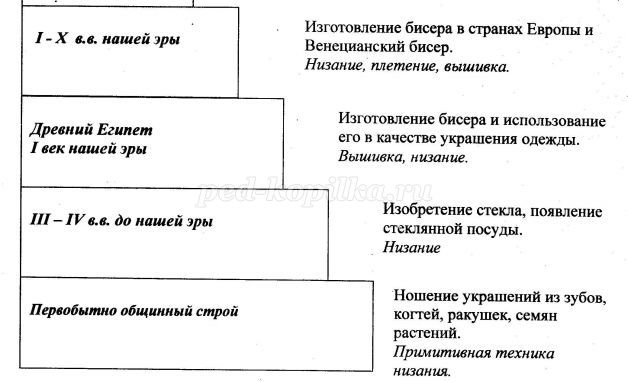 I - X в.в. нашей эры
Изготовление бисера в странах Европы и
Венецианский бисер.
Низание, плетение, вышивка.
Древний Египет
I век нашей эры
Изготовление бисера и использование
его в качестве украшения одежды.
Вышивка, низание.
ped-kopilka.ru
III – IV в.в. до нашей эры
Изобретение стекла, появление
стеклянной посуды.
Низание
Первобытно общинный строй
Ношение украшений из зубов,
когтей, ракушек, семян
растений.
Примитивная техника
низания.